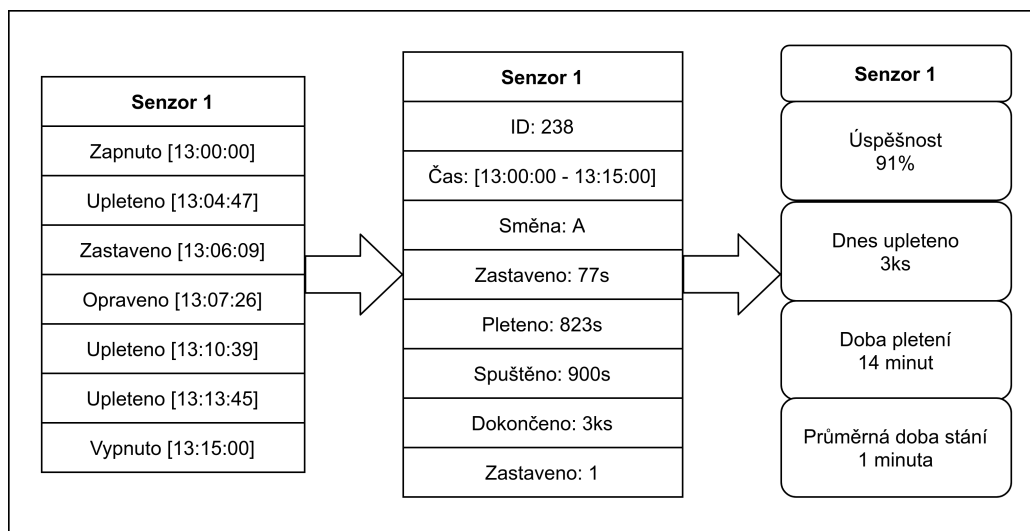 Senzor 1
Zapnuto [13:00:00]
Upleteno [13:04:47]
Zastaveno [13:06:09]
Opraveno [13:07:26]
Upleteno [13:10:39]
Upleteno [13:13:45]
Vypnuto [13:15:00]
Senzor 1
ID: 238
Čas: [13:00:00 - 13:15:00]
Směna: A
Zastaveno: 77s
Pleteno: 823s
Spuštěno: 900s
Dokončeno: 3ks
Zastaveno: 1
Senzor 1
Úspěšnost
91%
Dnes upleteno
3ks
Doba pletení
14 minut
Průměrná doba stání
1 minuta